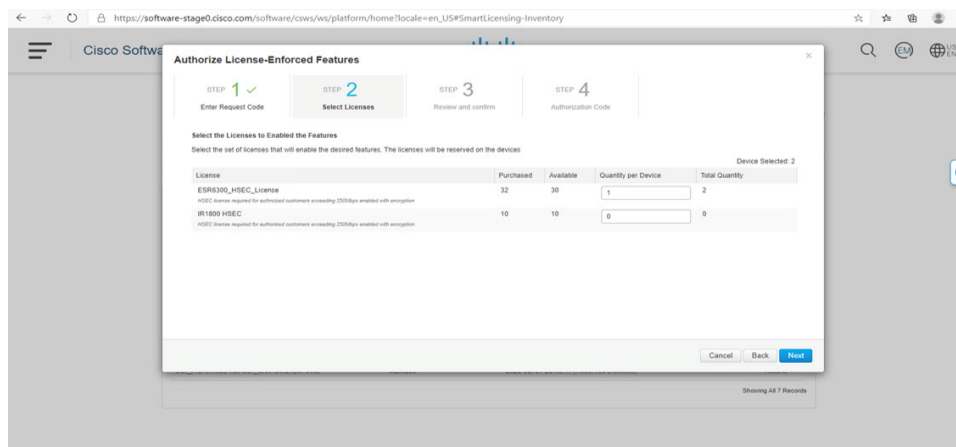 https://software-stage0.cisco.com/software/csws/ws/platform/home?locale=en_US#SmartLicensing-Inventory
Cisco Softwa
EM
US
EN
Authorize License-Enforced Features
STEP 1
Enter Request Code
STEP 2
Select Licenses
STEP 3
Review and confirm
STEP 4
Authorization Code
Select the Licenses to Enabled the Features
Select the set of licenses that will enable the desired features. The licenses will be reserved on the devices
Device Selected: 2
License Purchased Available Quantity per Device Total Quantity
ESR6300_HSEC_License 32 30 1 2
HSEC license required for authorized customers exceeding 250Mbps enabled with encryption
IR1800 HSEC 10 10 0 0
HSEC license required for authorized customers exceeding 250Mbps enabled with encryption
Cancel Back Next
Showing All 7 Records